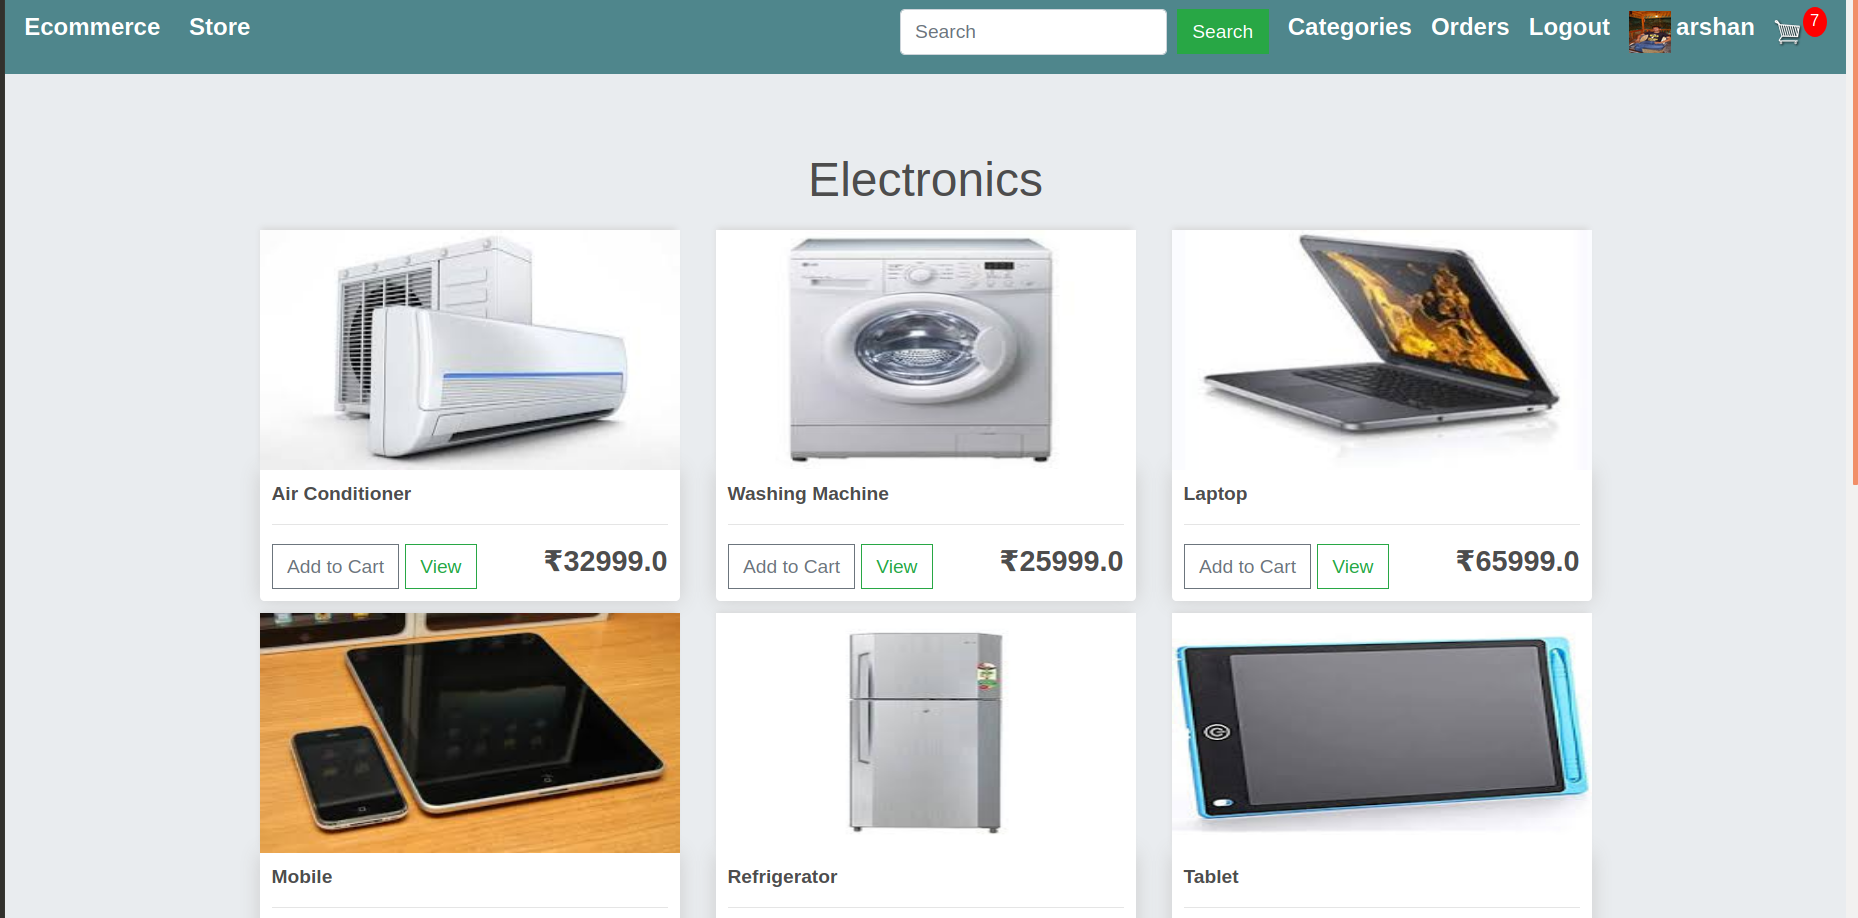 Ecommerce Store Search Search Categories Orders Logout arshan 7
Electronics
Air Conditioner
Add to Cart View ₹32999.0
Washing Machine
Add to Cart View ₹25999.0
Laptop
Add to Cart View ₹65999.0
Mobile
Refrigerator
Tablet